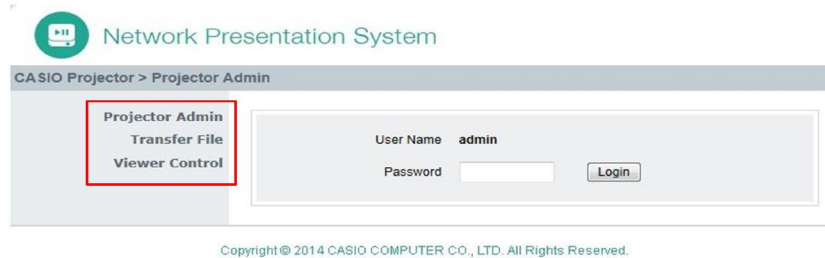 Network Presentation System
CASIO Projector > Projector Admin
Projector Admin
Transfer File
Viewer Control
User Name admin
Password Login
Copyright © 2014 CASIO COMPUTER CO., LTD. All Rights Reserved.